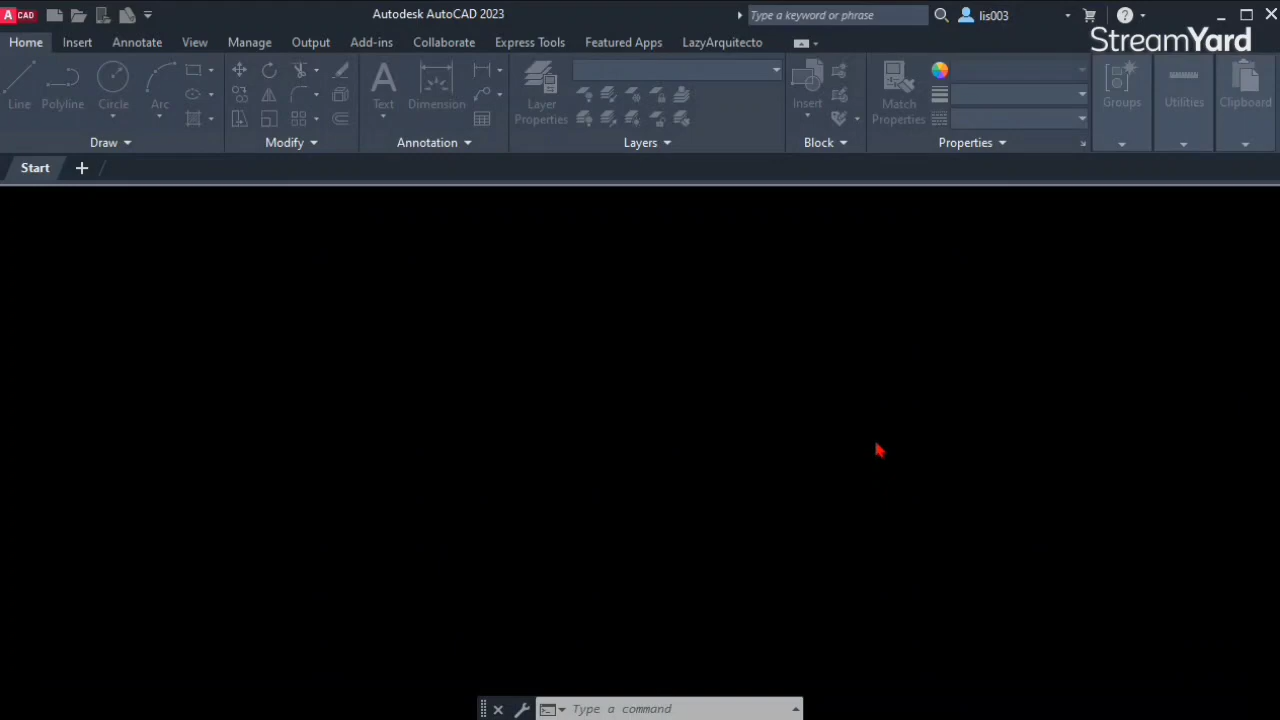 A CAD
Autodesk AutoCAD 2023
Type a keyword or phrase
lis003
?
StreamYard
Home
Insert
Annotate
View
Manage
Output
Add-ins
Collaborate
Express Tools
Featured Apps
LazyArquitecto
Line
Polyline
Circle
Arc
Text
Dimension
Layer
Properties
Insert
Match
Properties
Groups
Utilities
Clipboard
Draw
Modify
Annotation
Layers
Block
Properties
Start
Type a command